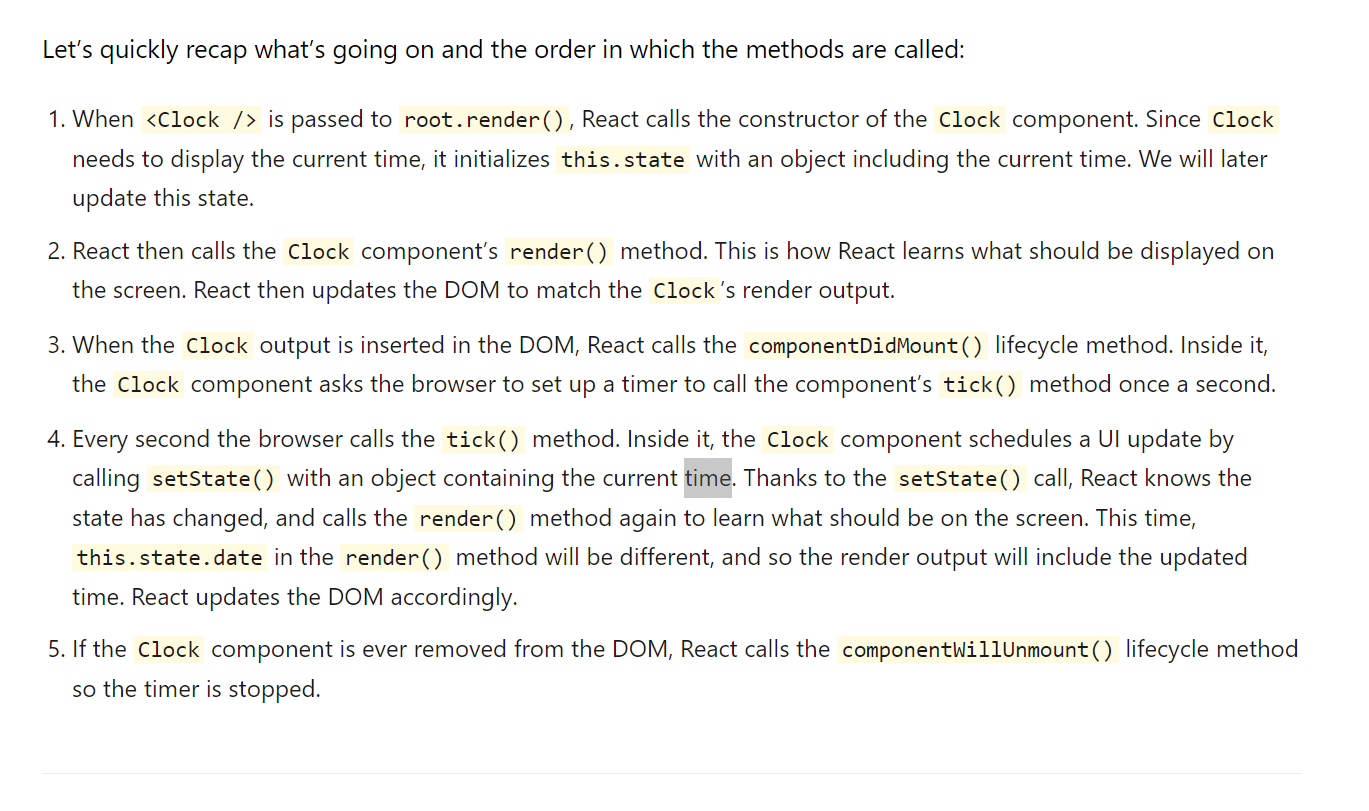 Let’s quickly recap what’s going on and the order in which the methods are called:
1. When <Clock /> is passed to root.render(), React calls the constructor of the Clock component. Since Clock
needs to display the current time, it initializes this.state with an object including the current time. We will later
update this state.
2. React then calls the Clock component’s render() method. This is how React learns what should be displayed on
the screen. React then updates the DOM to match the Clock’s render output.
3. When the Clock output is inserted in the DOM, React calls the componentDidMount() lifecycle method. Inside it,
the Clock component asks the browser to set up a timer to call the component’s tick() method once a second.
4. Every second the browser calls the tick() method. Inside it, the Clock component schedules a UI update by
calling setState() with an object containing the current time. Thanks to the setState() call, React knows the
state has changed, and calls the render() method again to learn what should be on the screen. This time,
this.state.date in the render() method will be different, and so the render output will include the updated
time. React updates the DOM accordingly.
5. If the Clock component is ever removed from the DOM, React calls the componentWillUnmount() lifecycle method
so the timer is stopped.